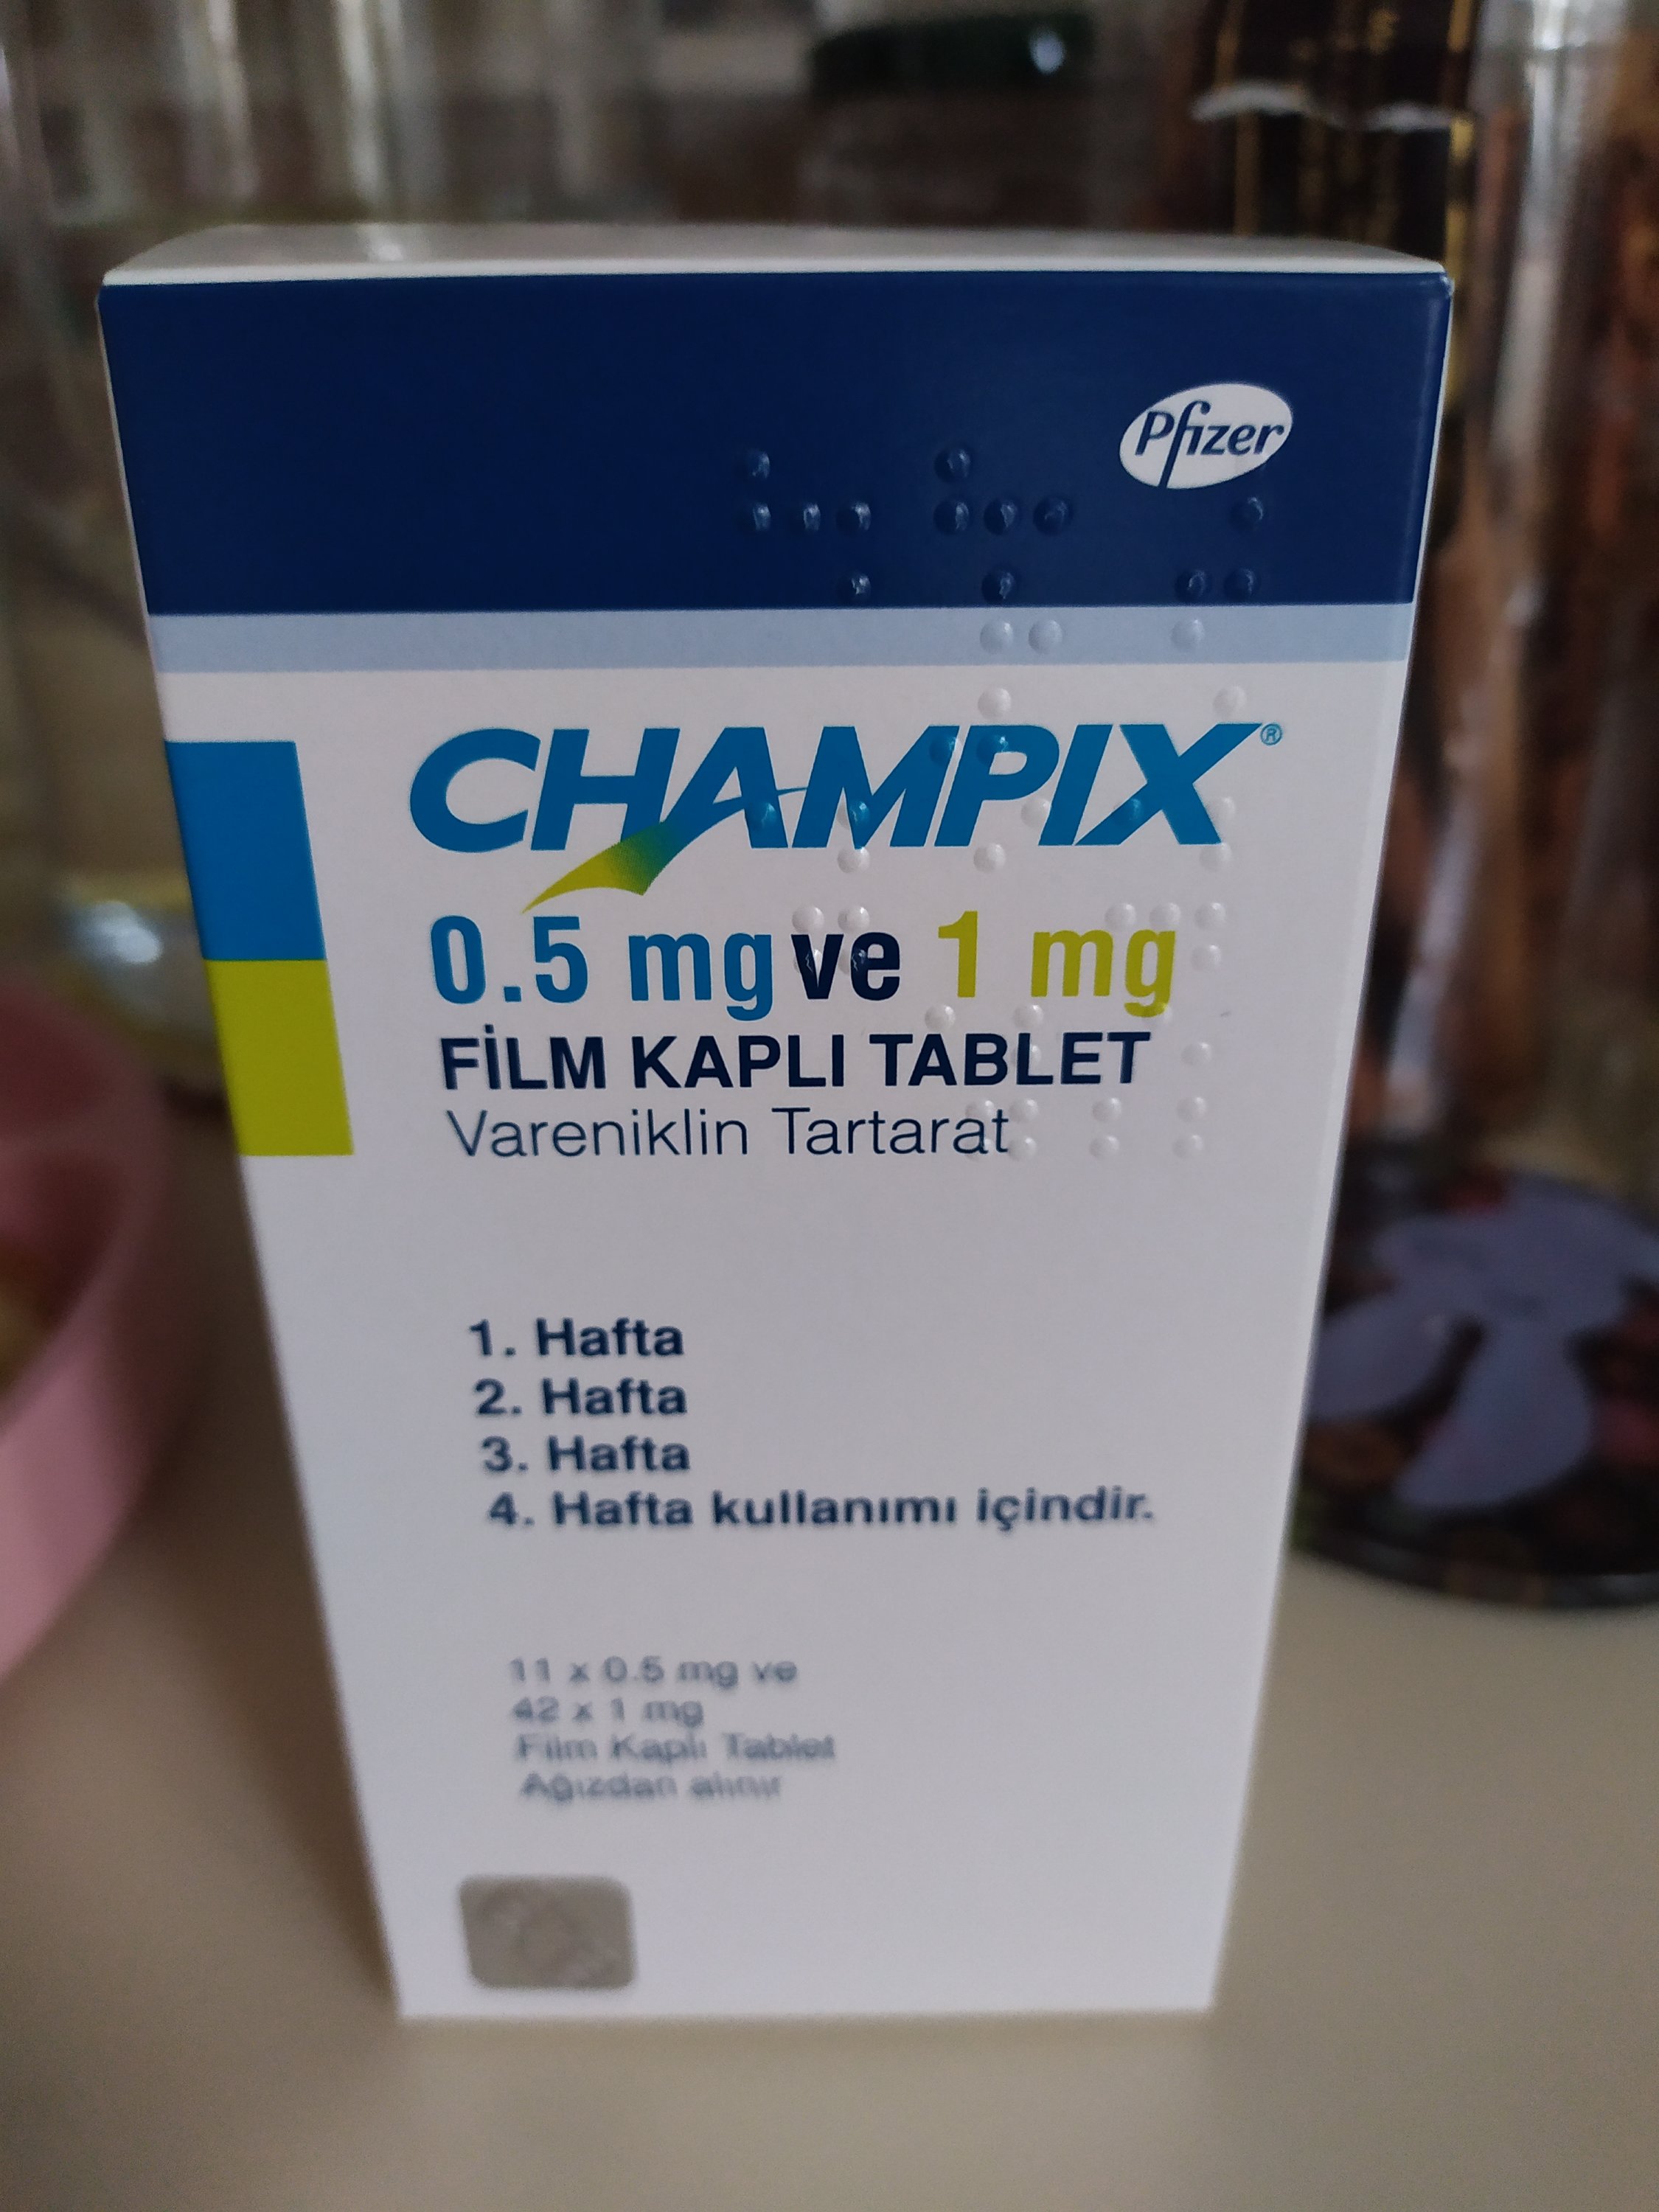 Pfizer
CHAMPIX®
0.5 mg ve 1 mg
FİLM KAPLI TABLET
Vareniklin Tartarat
1. Hafta
2. Hafta
3. Hafta
4. Hafta kullanımı içindir.
11 x 0.5 mg ve
42 x 1 mg
Film Kaplı Tablet
Ağızdan alınır